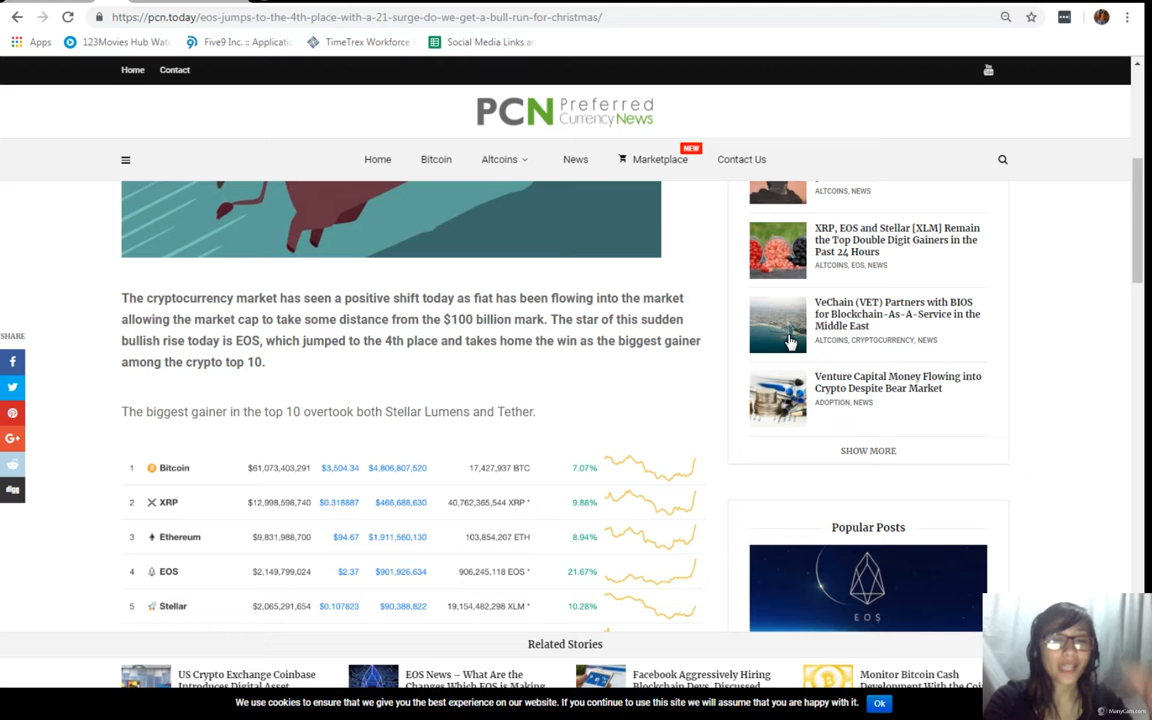 https://pcn.today/eos-jumps-to-the-4th-place-with-a-21-surge-do-we-get-a-bull-run-for-christmas/
Apps 123Movies Hub Watc Five9 Inc. :: Applicatio TimeTrex Workforce Social Media Links an
Home Contact You
PCN Preferred Currency News
NEW
Home Bitcoin Altcoins News Marketplace Contact Us
ALTCOINS, NEWS
XRP, EOS and Stellar [XLM] Remain
the Top Double Digit Gainers in the
Past 24 Hours
ALTCOINS, EOS, NEWS
VeChain (VET) Partners with BIOS
for Blockchain-As-A-Service in the
Middle East
ALTCOINS, CRYPTOCURRENCY, NEWS
Venture Capital Money Flowing into
Crypto Despite Bear Market
ADOPTION, NEWS
SHOW MORE
Popular Posts
EOS
SHARE
The cryptocurrency market has seen a positive shift today as fiat has been flowing into the market
allowing the market cap to take some distance from the $100 billion mark. The star of this sudden
bullish rise today is EOS, which jumped to the 4th place and takes home the win as the biggest gainer
among the crypto top 10.
The biggest gainer in the top 10 overtook both Stellar Lumens and Tether.
1 Bitcoin $61,073,403,291 $3,504.34 $4,806,807,520 17,427,937 BTC 7.07%
2 XRP $12,998,598,740 $0.318887 $466,688,630 40,762,365,544 XRP * 9.88%
3 Ethereum $9,831,988,700 $94.67 $1,911,560,130 103,854,207 ETH 8.94%
4 EOS $2,149,799,024 $2.37 $901,926,634 906,245,118 EOS * 21.67%
5 Stellar $2,065,291,654 $0.107823 $90,388,822 19,154,482,298 XLM * 10.28%
Related Stories
US Crypto Exchange Coinbase
Introduces Digital Asset
EOS News – What Are the
Changes Which EOS is Making
Facebook Aggressively Hiring
Blockchain Devs, Discussed
Monitor Bitcoin Cash
Development With the Coi
We use cookies to ensure that we give you the best experience on our website. If you continue to use this site we will assume that you are happy with it. Ok
ManyCam.com